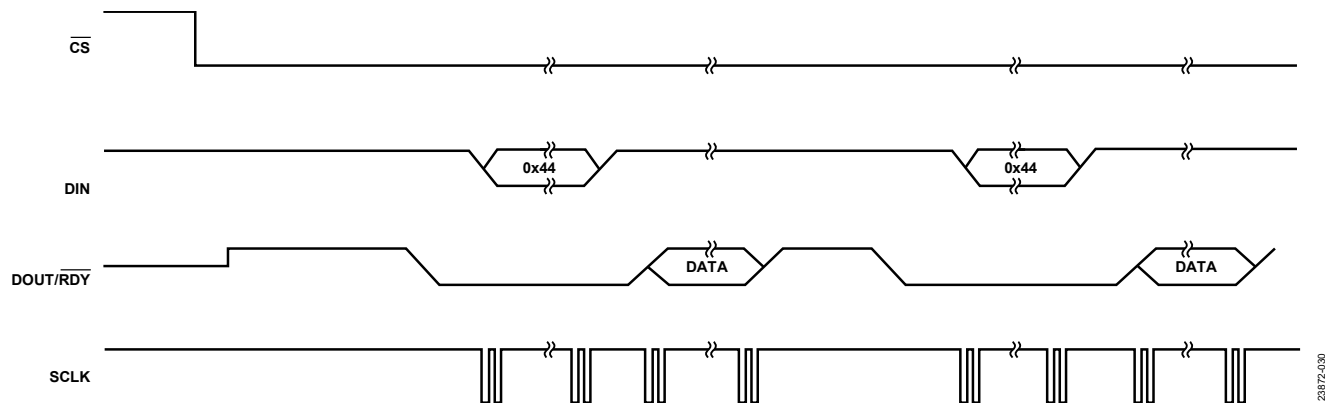 CS
DIN
0x44
0x44
DOUT/RDY
DATA
DATA
SCLK
23872-030